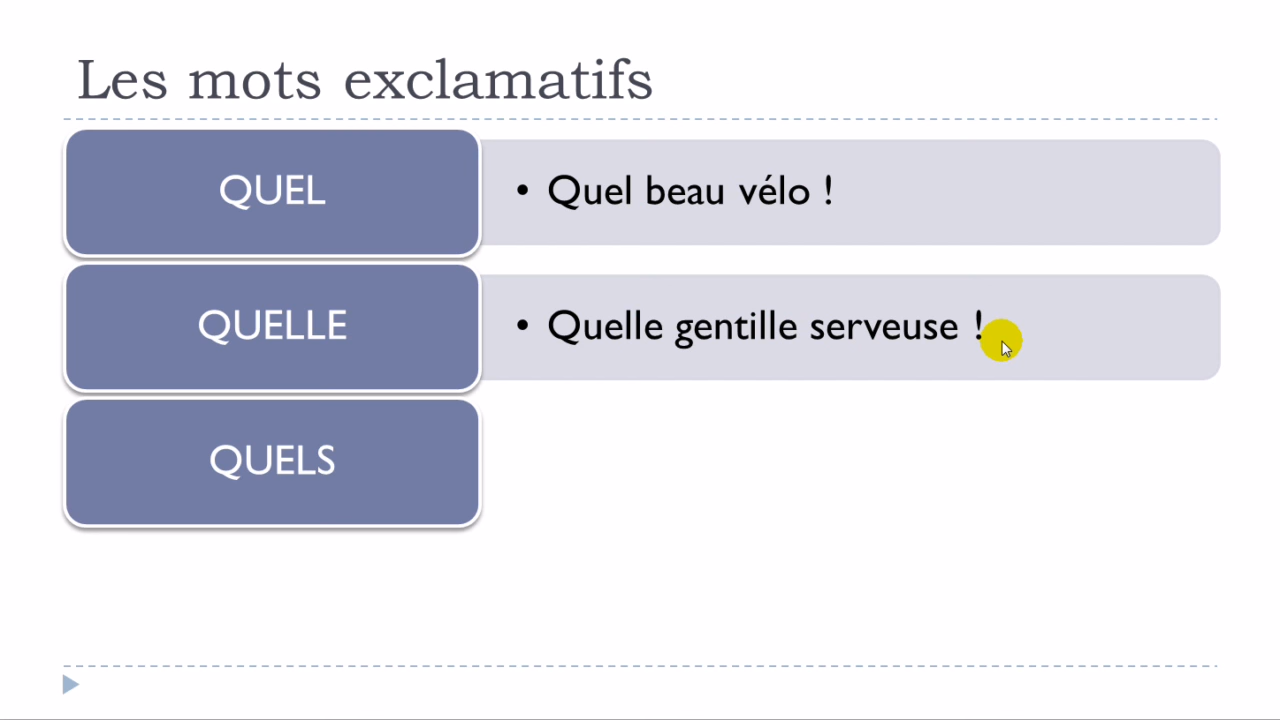 Les mots exclamatifs
QUEL
• Quel beau vélo !
QUELLE
• Quelle gentille serveuse !
QUELS